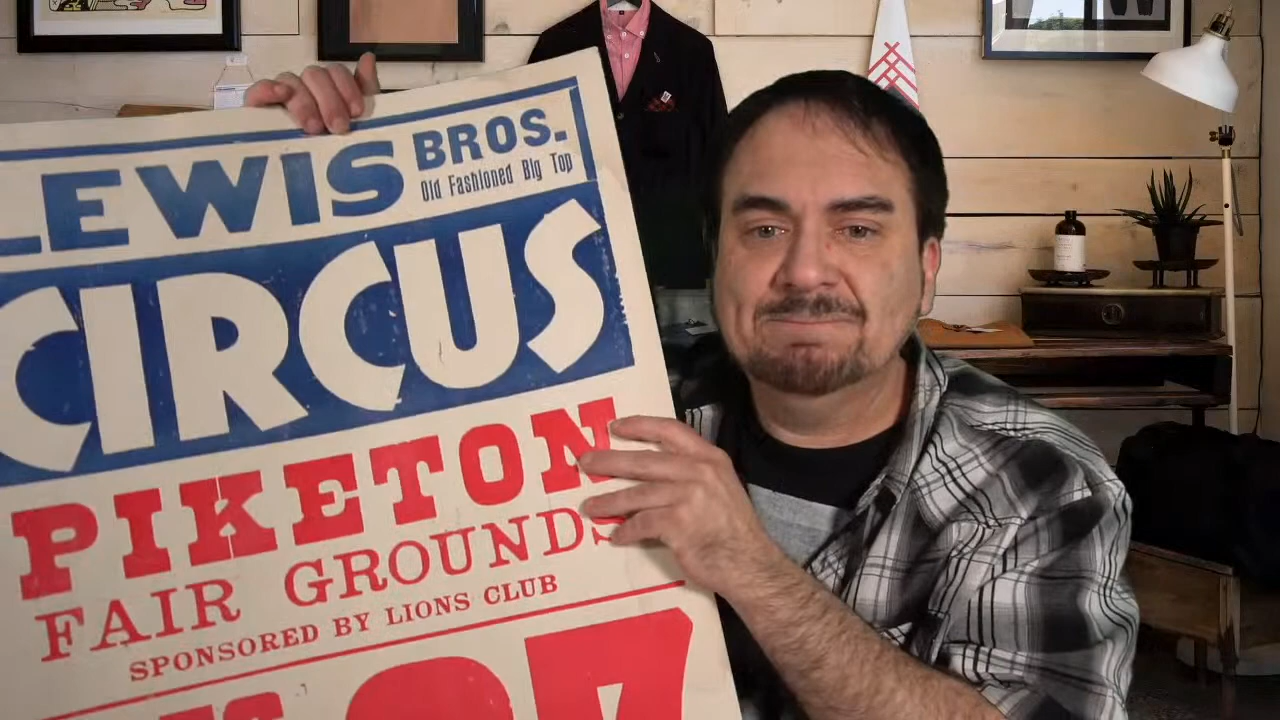 LEWIS BROS.
Old Fashioned Big Top
CIRCUS
PIKETON
FAIR GROUNDS
SPONSORED BY LIONS CLUB